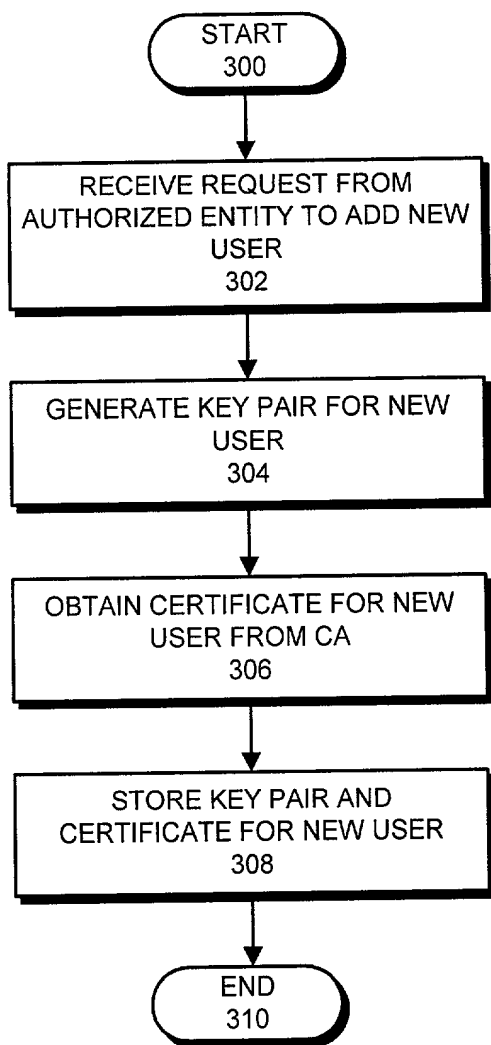 START
300
RECEIVE REQUEST FROM
AUTHORIZED ENTITY TO ADD NEW
USER
302
GENERATE KEY PAIR FOR NEW
USER
304
OBTAIN CERTIFICATE FOR NEW
USER FROM CA
306
STORE KEY PAIR AND
CERTIFICATE FOR NEW USER
308
END
310